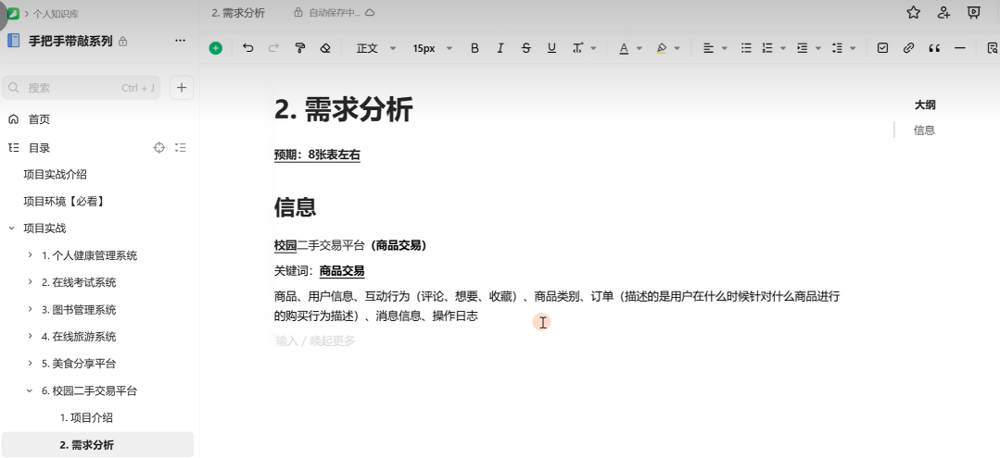 个人知识库
2. 需求分析
自动保存中...
手把手带敲系列
正文
15px
B
I
S
U
A
搜索
Ctrl + J
首页
目录
项目实战介绍
项目环境【必看】
项目实战
1. 个人健康管理系统
2. 在线考试系统
3. 图书管理系统
4. 在线旅游系统
5. 美食分享平台
6. 校园二手交易平台
1. 项目介绍
2. 需求分析
2. 需求分析
预期：8张表左右
信息
校园二手交易平台（商品交易）
关键词：商品交易
商品、用户信息、互动行为（评论、想要、收藏）、商品类别、订单（描述的是用户在什么时候针对什么商品进行
的购买行为描述）、消息信息、操作日志
输入 / 唤起更多
大纲
信息